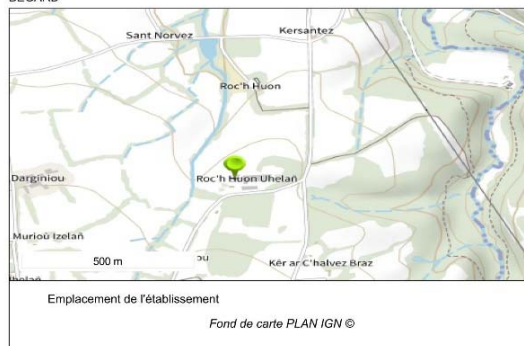 Sant Norvez
Kersantez
Roc'h Huon
Roc'h Huon Uhelañ
Darginiou
Murioù Izelañ
500 m
Kêr ar C'halvez Braz
Emplacement de l'établissement
Fond de carte PLAN IGN ©